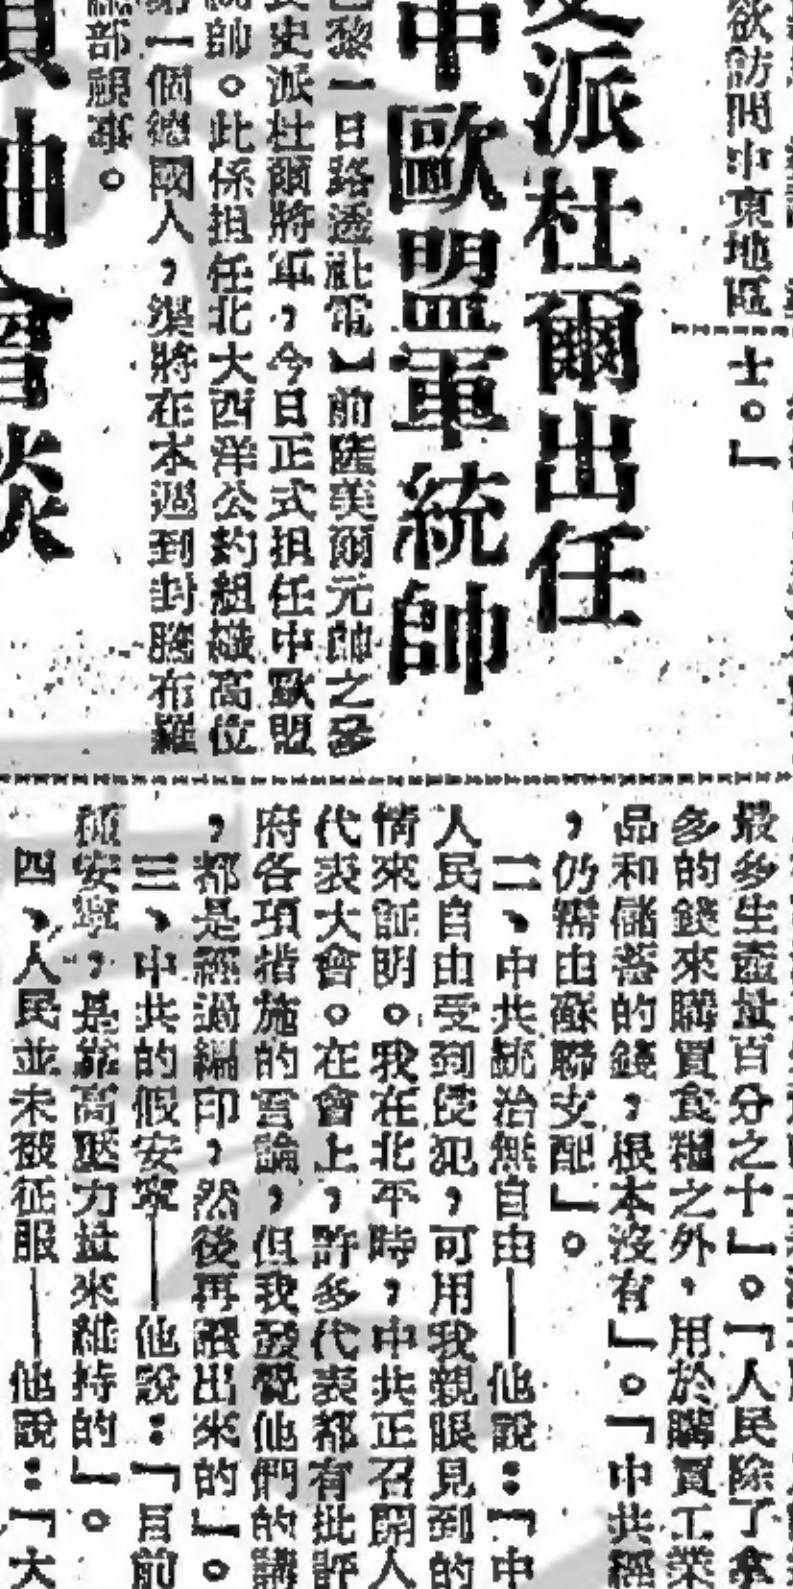 欲訪問中東地區
士。」
史派杜爾出任
中歐盟軍統帥
巴黎一日路透社電】前隆美爾元帥之參
長史派杜爾將軍,今日正式担任中歐盟
統帥。此係担任北大西洋公約組織高位
第一個德國人,渠將在本週到封騰布羅
總部視事。
領袖會談
最多生產量百分之十」。「人民除了拿
多的錢來購買食糧之外,用於購買工業
品和儲蓄的錢,根本沒有」。「中共經
,仍需由蘇聯支配」。
二、中共統治無自由——他說:「中
人民自由受到侵犯,可用我親眼見到的
情來証明。我在北平時,中共正召開人
代表大會。在會上,許多代表都有批評
府各項措施的言論,但我發覺他們的講
,都是經過編印,然後再讀出來的」。
三、中共的假安寧——他說:「目前
種安寧,是靠高壓力量來維持的」。
四、人民並未被征服——他說:「大